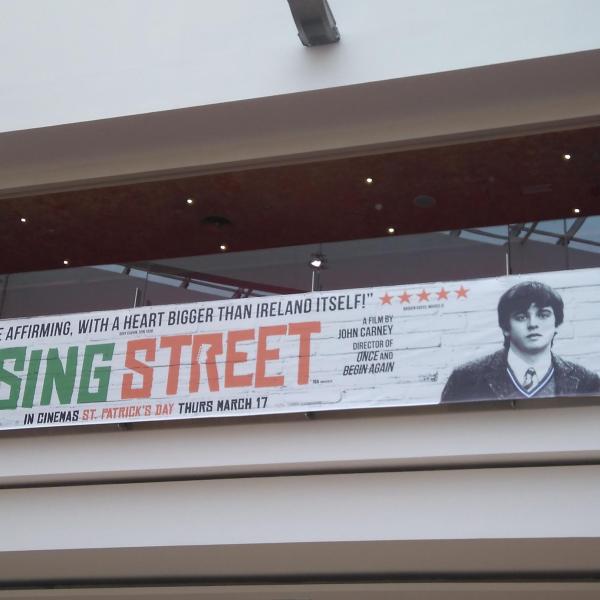 E AFFIRMING, WITH A HEART BIGGER THAN IRELAND ITSELF!”
SING STREET
IN CINEMAS ST. PATRICK'S DAY THURS MARCH 17
A FILM BY
JOHN CARNEY
DIRECTOR OF
ONCE AND
BEGIN AGAIN